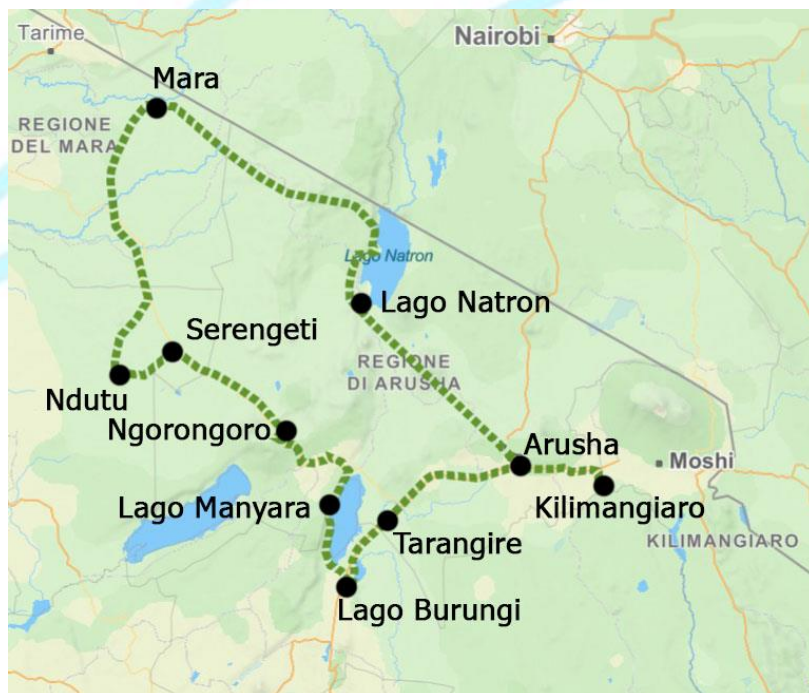 Tarime
Nairobi
Mara
REGIONE
DEL MARA
Lago Natron
Lago Natron
Serengeti
REGIONE
DI ARUSHA
Ndutu
Ngorongoro
Arusha
Moshi
Lago Manyara
Kilimangiaro
Tarangire
KILIMANGIARO
Lago Burungi